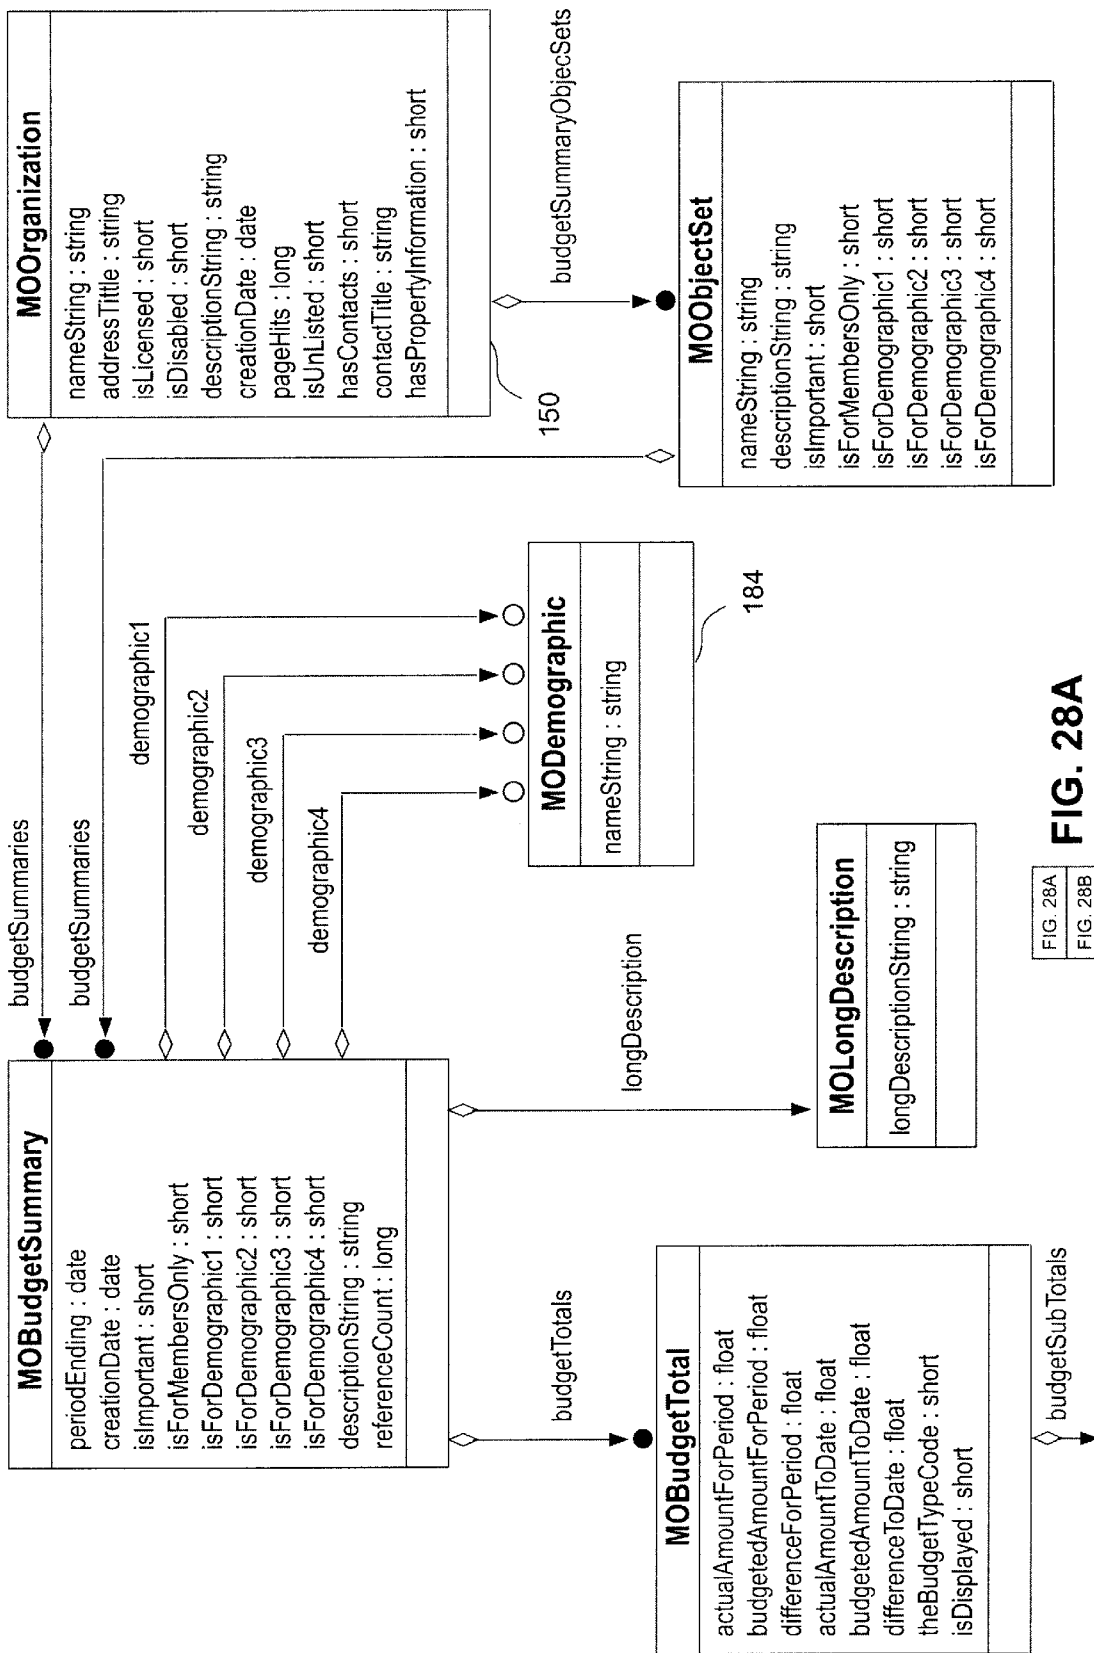 MOBudgetSummary
periodEnding : date
creationDate : date
isImportant : short
isForMembersOnly : short
isForDemographic1 : short
isForDemographic2 : short
isForDemographic3 : short
isForDemographic4 : short
descriptionString : string
referenceCount : long
budgetSummaries
budgetSummaries
MOOrganization
nameString : string
addressTittle : string
isLicensed : short
isDisabled : short
descriptionString : string
creationDate : date
pageHits : long
isUnListed : short
hasContacts : short
contactTitle : string
hasPropertyInformation : short
150
demographic1
demographic2
demographic3
demographic4
budgetSummaryObjecSets
MODemographic
nameString : string
184
MOObjectSet
nameString : string
descriptionString : string
isImportant : short
isForMembersOnly : short
isForDemographic1 : short
isForDemographic2 : short
isForDemographic3 : short
isForDemographic4 : short
budgetTotals
longDescription
MOBudgetTotal
actualAmountForPeriod : float
budgetedAmountForPeriod : float
differenceForPeriod : float
actualAmountToDate : float
budgetedAmountToDate : float
differenceToDate : float
theBudgetTypeCode : short
isDisplayed : short
MOLongDescription
longDescriptionString : string
budgetSubTotals
FIG. 28A
FIG. 28B
FIG. 28A